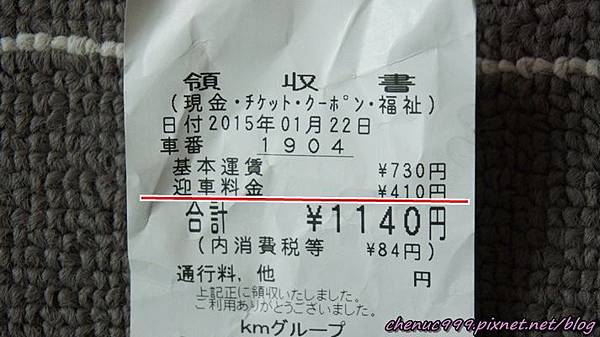 領収書
(現金・チケット・クーポン・福祉)
日付2015年01月22日
車番 1904
基本運賃 ¥730円
迎車料金 ¥410円
合計 ¥1140円
(内消費税等 ¥84円)
通行料,他 円
上記正に領収いたしました。
ご利用ありがとうございました。
kmグループ
chenuc999.pixnet.net/blog